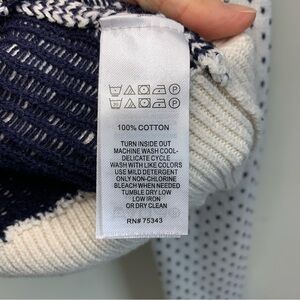 100% COTTON
TURN INSIDE OUT
MACHINE WASH COOL-
DELICATE CYCLE
WASH WITH LIKE COLORS
USE MILD DETERGENT
ONLY NON-CHLORINE
BLEACH WHEN NEEDED
TUMBLE DRY LOW
LOW IRON
OR DRY CLEAN
RN# 75343